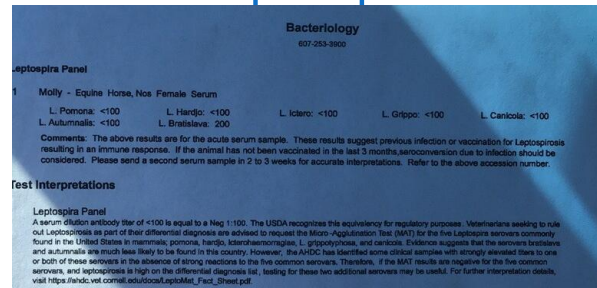 Bacteriology
607-253-3900
Leptospira Panel
1 Molly - Equine Horse, Nos Female Serum
L. Pomona: <100 L. Hardjo: <100 L. Ictero: <100 L. Grippo: <100 L. Canicola: <100
L. Autumnalis: <100 L. Bratislava: 200
Comments: The above results are for the acute serum sample. These results suggest previous infection or vaccination for Leptospirosis
resulting in an immune response. If the animal has not been vaccinated in the last 3 months,seroconversion due to infection should be
considered. Please send a second serum sample in 2 to 3 weeks for accurate interpretations. Refer to the above accession number.
Test Interpretations
Leptospira Panel
A serum dilution antibody titer of <100 is equal to a Neg 1:100. The USDA recognizes this equivalency for regulatory purposes. Veterinarians seeking to rule
out Leptospirosis as part of their differential diagnosis are advised to request the Micro-Agglutination Test (MAT) for the five Leptospira serovars commonly
found in the United States in mammals; pomona, hardjo, icterohaemorragiae, L. grippotyphosa, and canicola. Evidence suggests that the serovars bratislava
and autumnalis are much less likely to be found in this country. However, the AHDC has identified some clinical samples with strongly elevated titers to one
or both of these serovars in the absence of strong reactions to the five common serovars. Therefore, if the MAT results are negative for the five common
serovars, and leptospirosis is high on the differential diagnosis list, testing for these two additional serovars may be useful. For further interpretation details,
visit https://ahdc.vet.cornell.edu/docs/LeptoMat_Fact_Sheet.pdf.